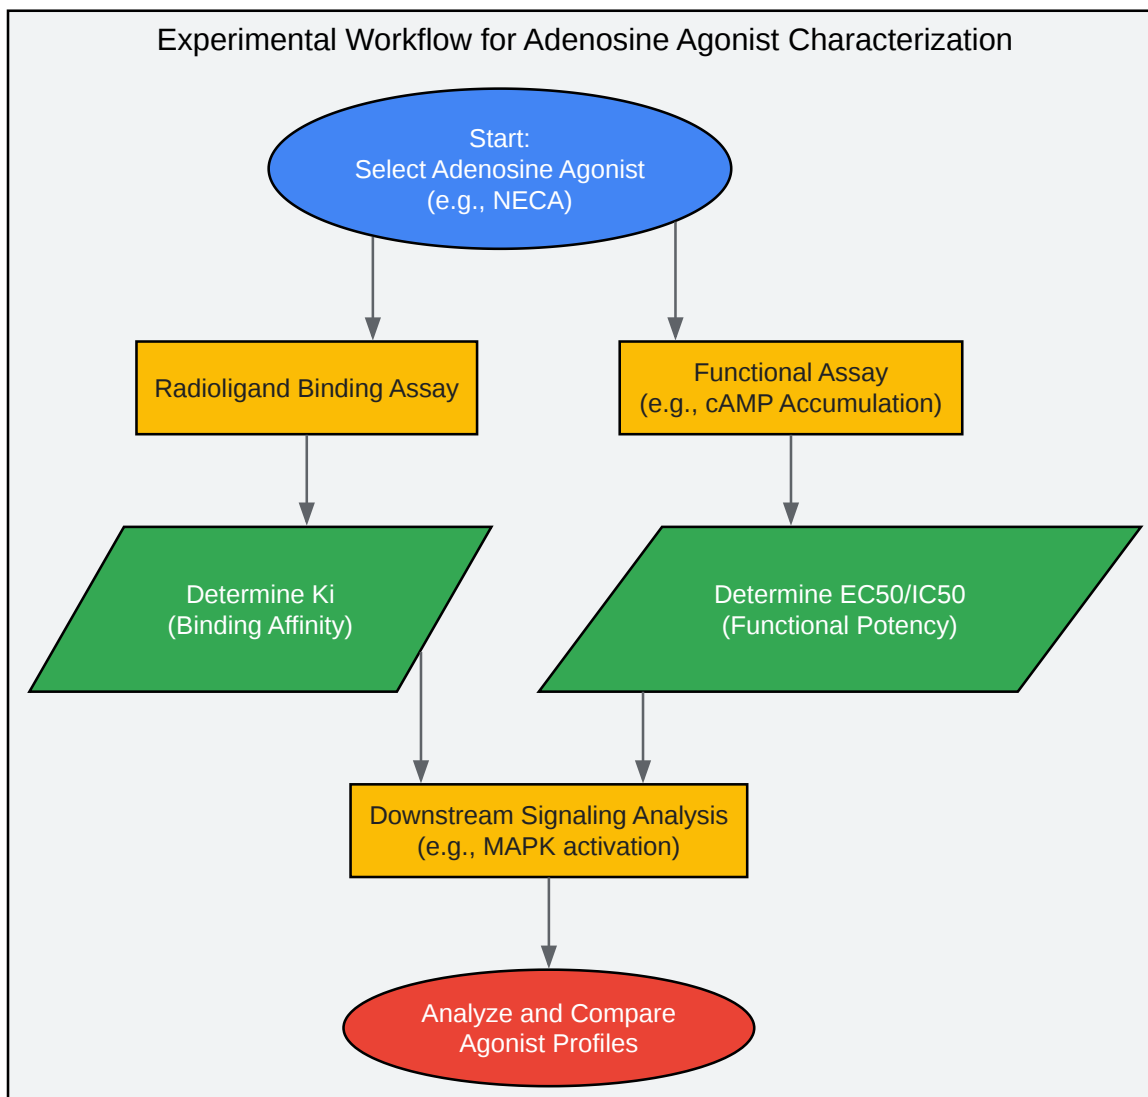 Experimental Workflow for Adenosine Agonist Characterization
Start:
Select Adenosine Agonist
(e.g., NECA)
Radioligand Binding Assay
Functional Assay
(e.g., cAMP Accumulation)
Determine Ki
(Binding Affinity)
Determine EC50/IC50
(Functional Potency)
Downstream Signaling Analysis
(e.g., MAPK activation)
Analyze and Compare
Agonist Profiles